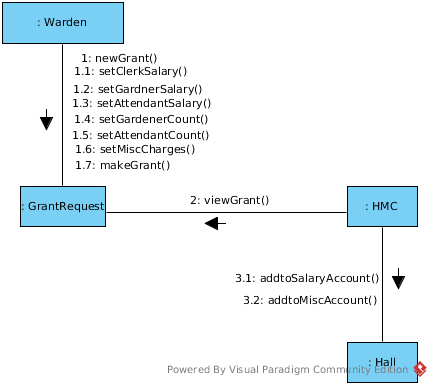 : Warden
1: newGrant()
1.1: setClerkSalary()
1.2: setGardnerSalary()
1.3: setAttendantSalary()
1.4: setGardenerCount()
1.5: setAttendantCount()
1.6: setMiscCharges()
1.7: makeGrant()
: GrantRequest
2: viewGrant()
: HMC
3.1: addtoSalaryAccount()
3.2: addtoMiscAccount()
: Hall
Powered By Visual Paradigm Community Edition